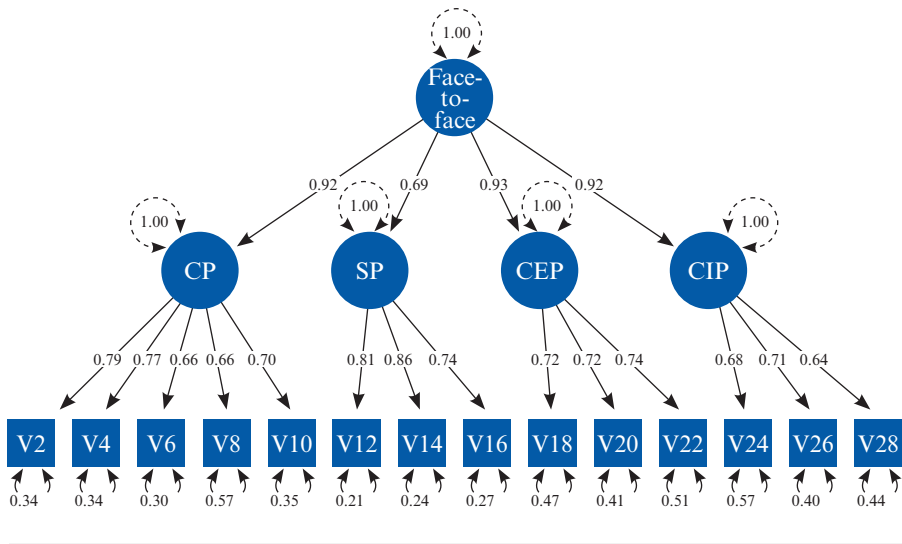 1.00
Face-
to-
face
0.92 0.69 0.93 0.92
1.00 1.00 1.00 1.00
CP SP CEP CIP
0.79 0.77 0.66 0.66 0.70 0.81 0.86 0.74 0.72 0.72 0.74 0.68 0.71 0.64
V2 V4 V6 V8 V10 V12 V14 V16 V18 V20 V22 V24 V26 V28
0.34 0.34 0.30 0.57 0.35 0.21 0.24 0.27 0.47 0.41 0.51 0.57 0.40 0.44